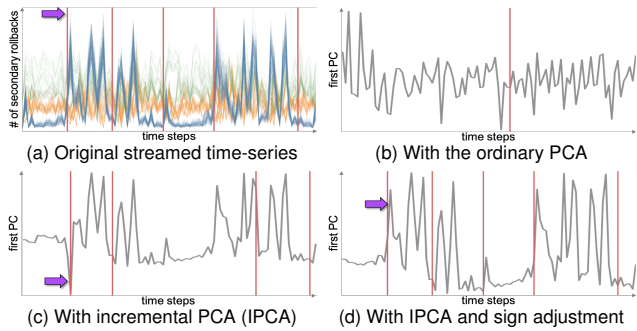 # of secondary rollbacks
time steps
(a) Original streamed time-series
first PC
time steps
(b) With the ordinary PCA
first PC
time steps
(c) With incremental PCA (IPCA)
first PC
time steps
(d) With IPCA and sign adjustment